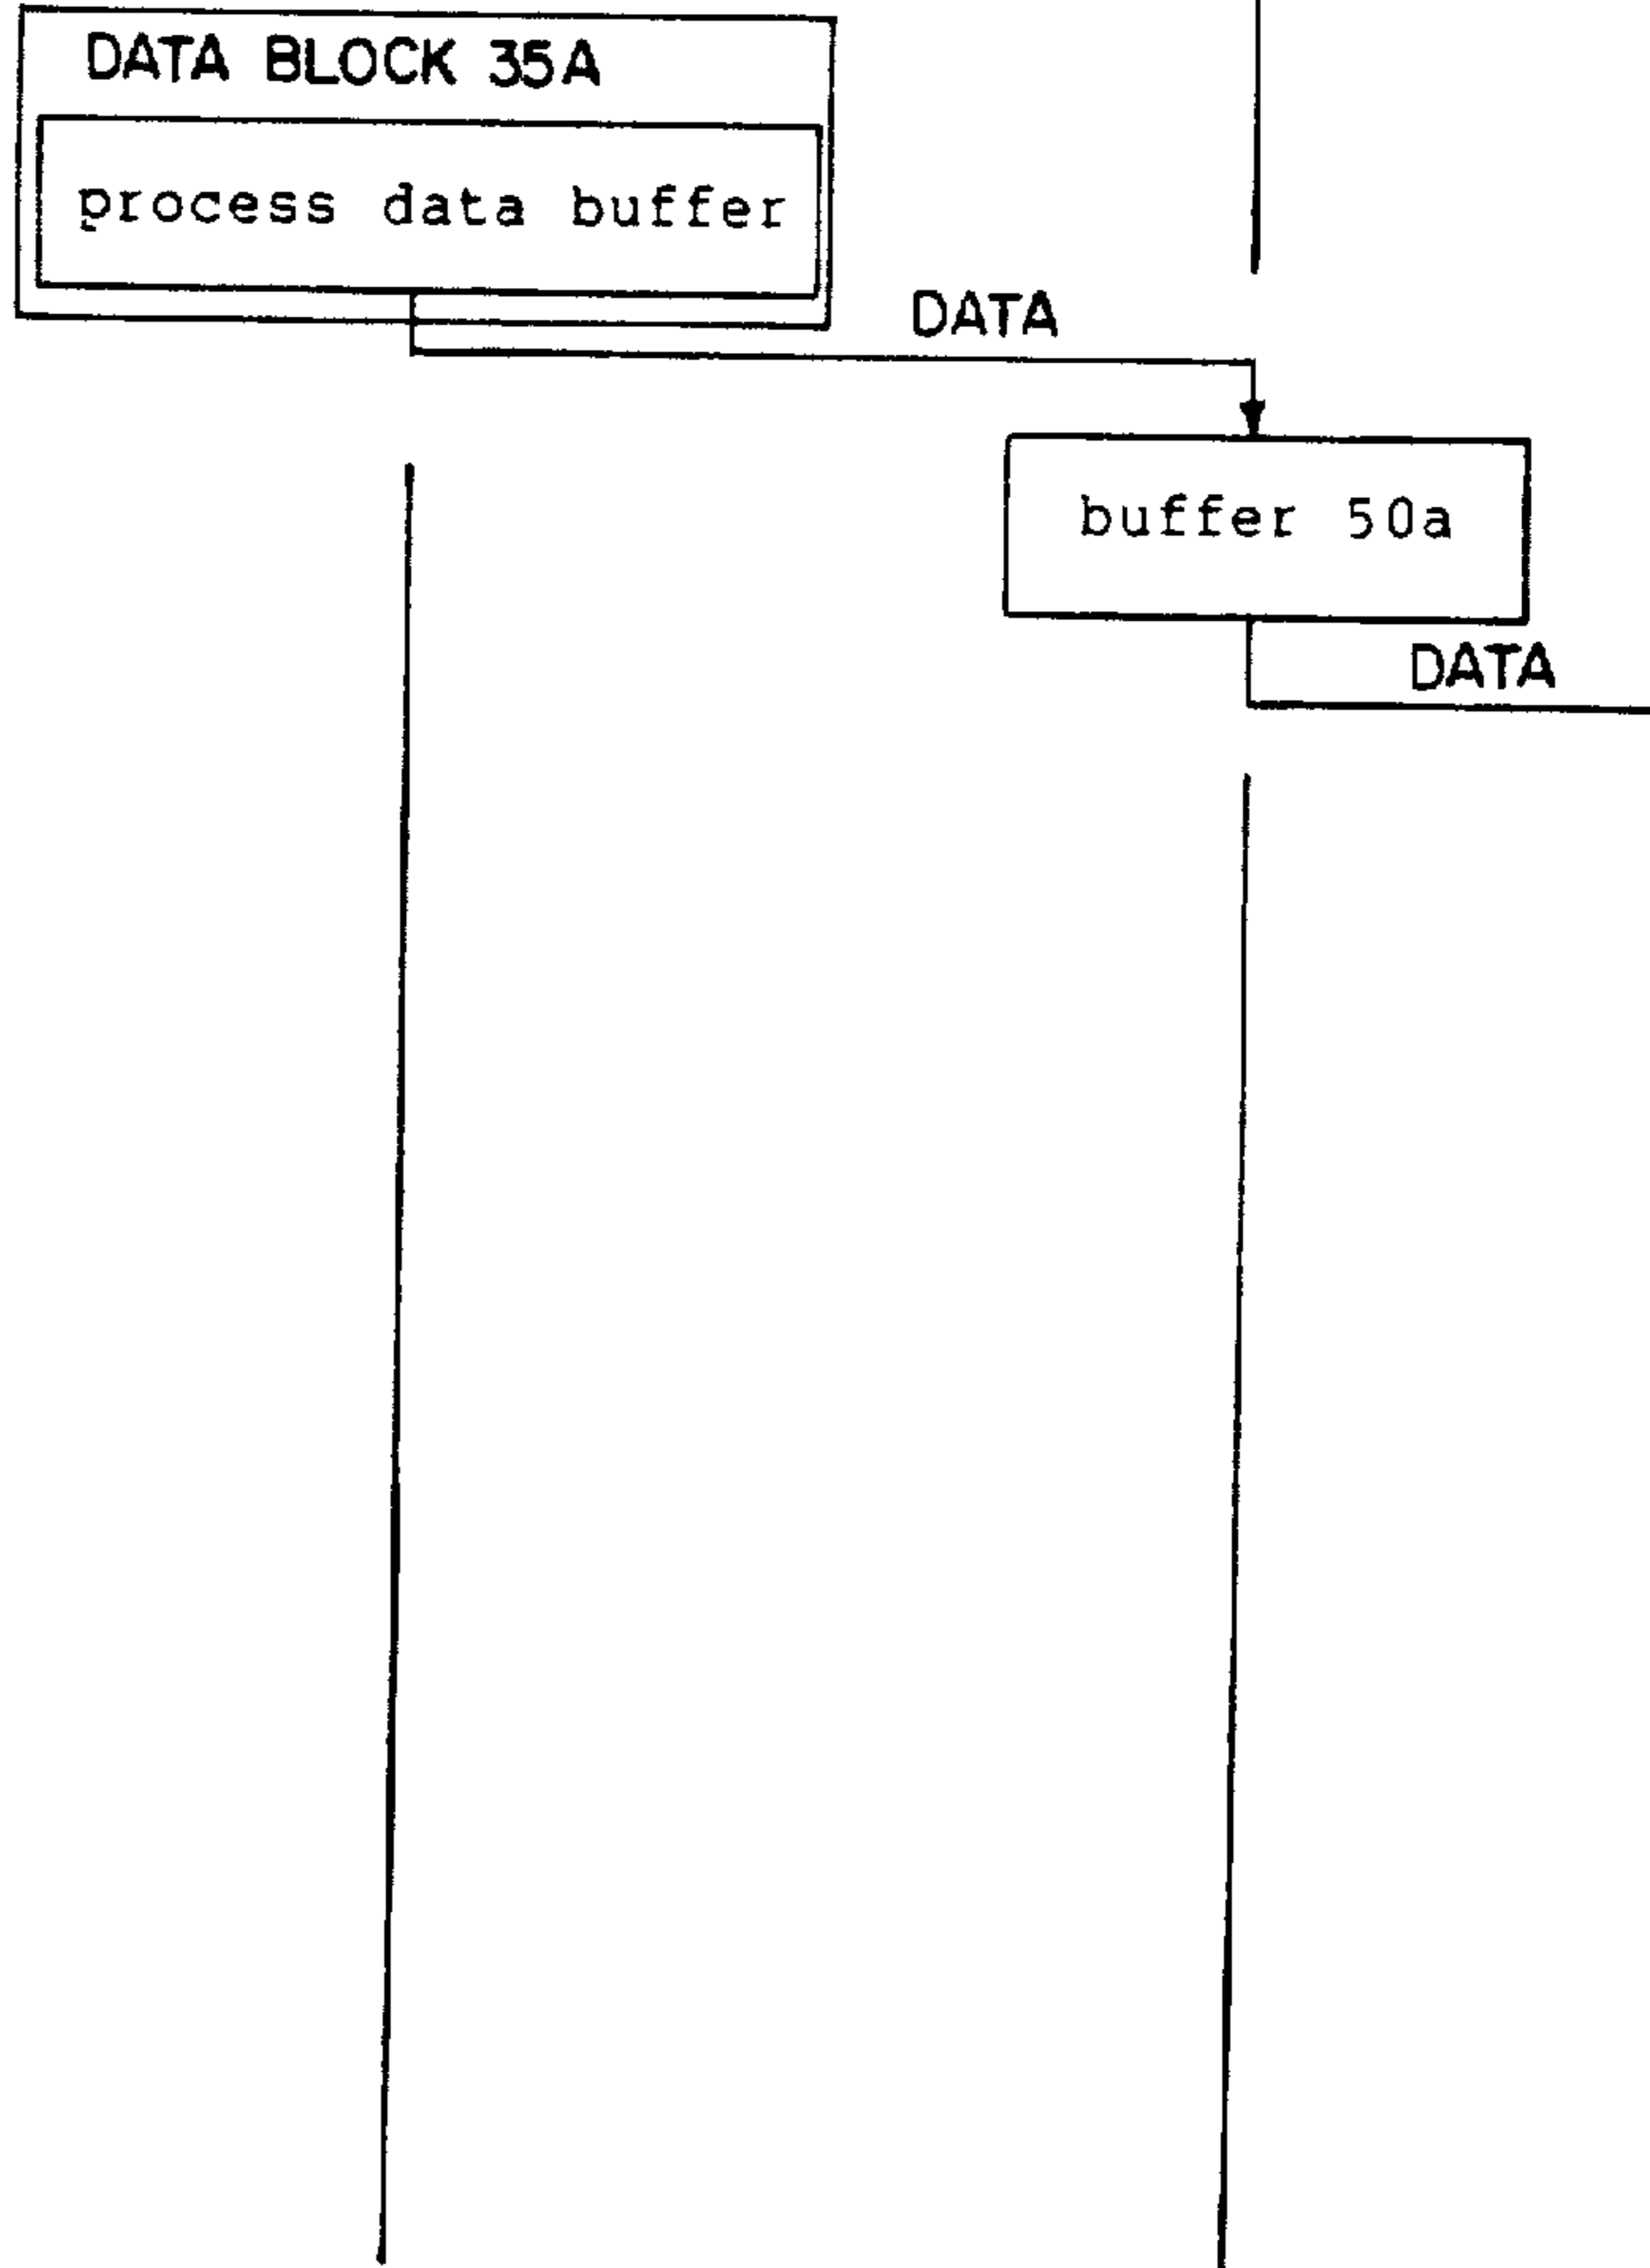 DATA BLOCK 35A
process data buffer
DATA
buffer 50a
DATA